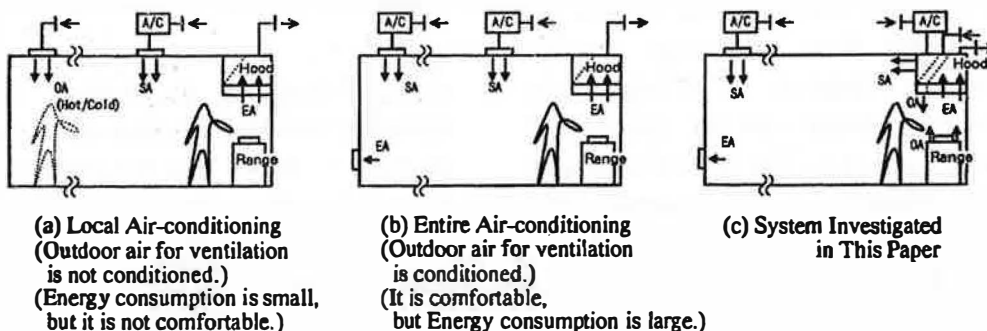 A/C
Hood
OA
(Hot/Cold)
SA
EA
Range
(a) Local Air-conditioning
(Outdoor air for ventilation
is not conditioned.)
(Energy consumption is small,
but it is not comfortable.)
A/C
A/C
Hood
SA
SA
EA
EA
Range
(b) Entire Air-conditioning
(Outdoor air for ventilation
is conditioned.)
(It is comfortable,
but Energy consumption is large.)
A/C
A/C
Hood
SA
SA
OA
EA
OA
EA
Range
(c) System Investigated
in This Paper